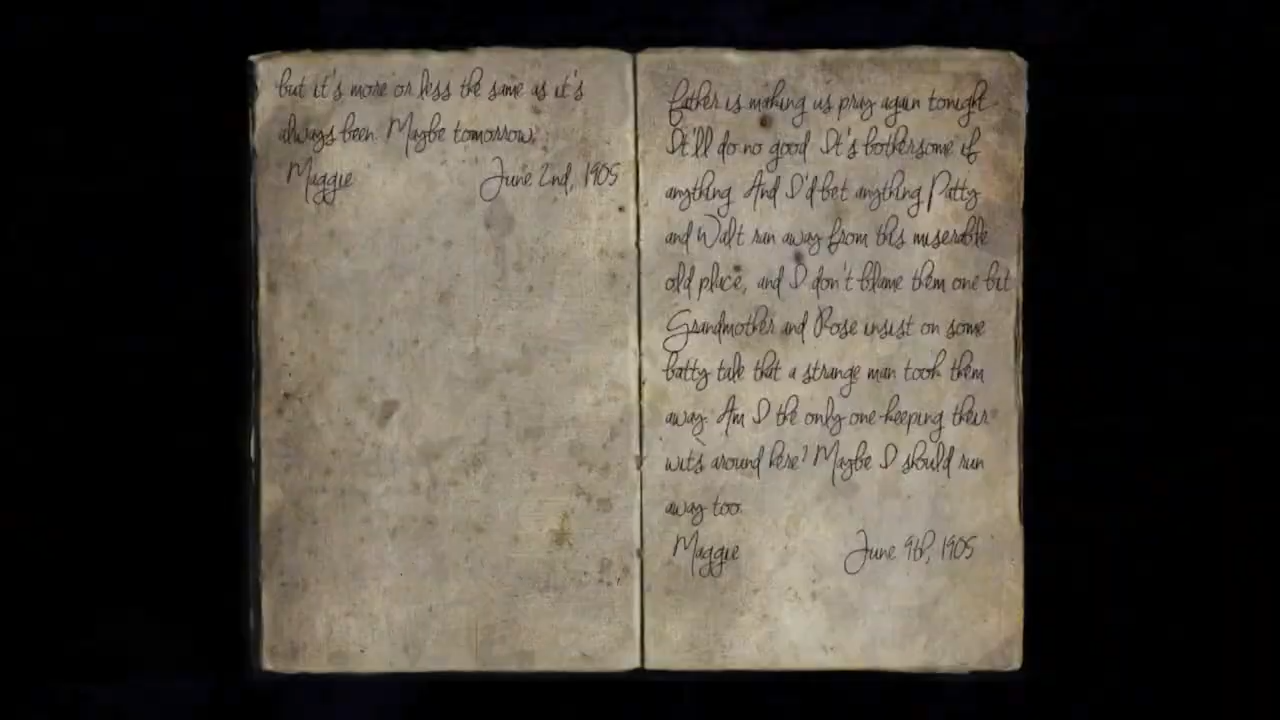 but it's more or less the same as it's
always been. Maybe tomorrow.
Maggie June 2nd, 1905
Father is making us pray again tonight.
It'll do no good. It's bothersome if
anything. And I'd bet anything Patty
and Walt ran away from this miserable
old place, and I don't blame them one bit
Grandmother and Rose insist on some
batty tale that a strange man took them
away. Am I the only one keeping their
wits around here? Maybe I should run
away too.
Maggie June 9th, 1905